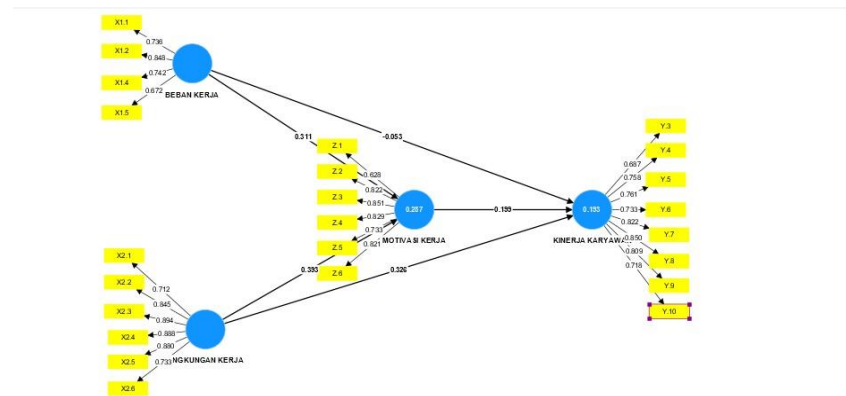 X1.1
X1.2
X1.4
X1.5
0.736
0.848
0.742
0.672
BEBAN KERJA
0.311
-0.053
Z.1
Z.2
Z.3
Z.4
Z.5
Z.6
0.628
0.822
0.851
0.829
0.733
0.821
0.287
MOTIVASI KERJA
0.199
0.193
KINERJA KARYAWA
Y.3
Y.4
Y.5
Y.6
Y.7
Y.8
Y.9
Y.10
0.687
0.758
0.761
0.733
0.822
0.850
0.809
0.718
0.393
0.326
X2.1
X2.2
X2.3
X2.4
X2.5
X2.6
0.712
0.845
0.894
0.888
0.880
0.733
NGKUNGAN KERJA